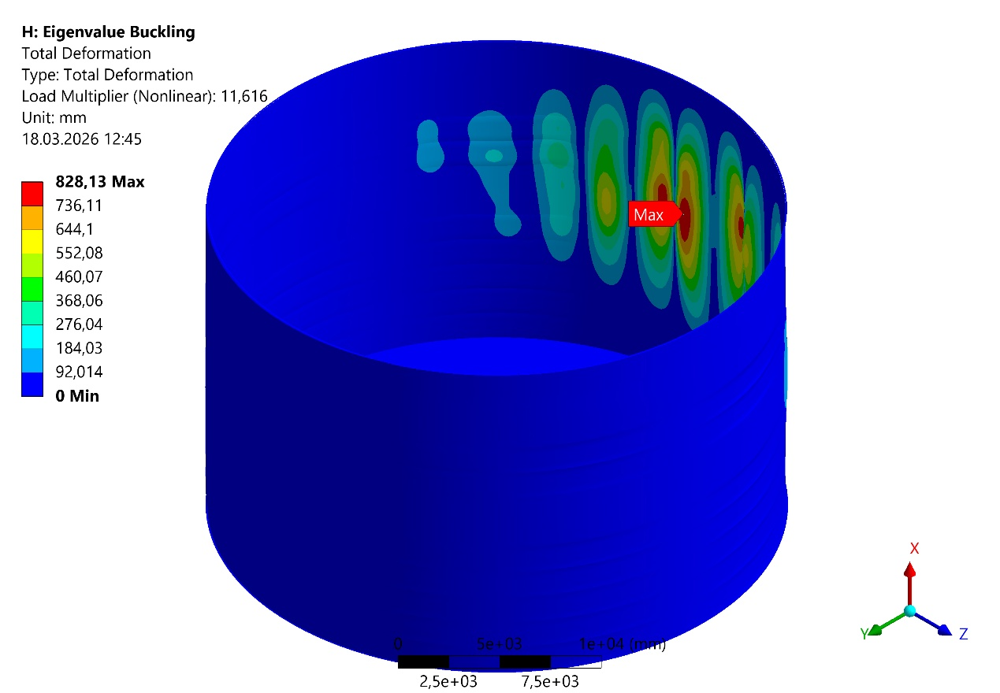 H: Eigenvalue Buckling
Total Deformation
Type: Total Deformation
Load Multiplier (Nonlinear): 11,616
Unit: mm
18.03.2026 12:45
828,13 Max
736,11
644,1
552,08
460,07
368,06
276,04
184,03
92,014
0 Min
Max
X
Y
Z
0 5e+03 1e+04 (mm)
2,5e+03 7,5e+03